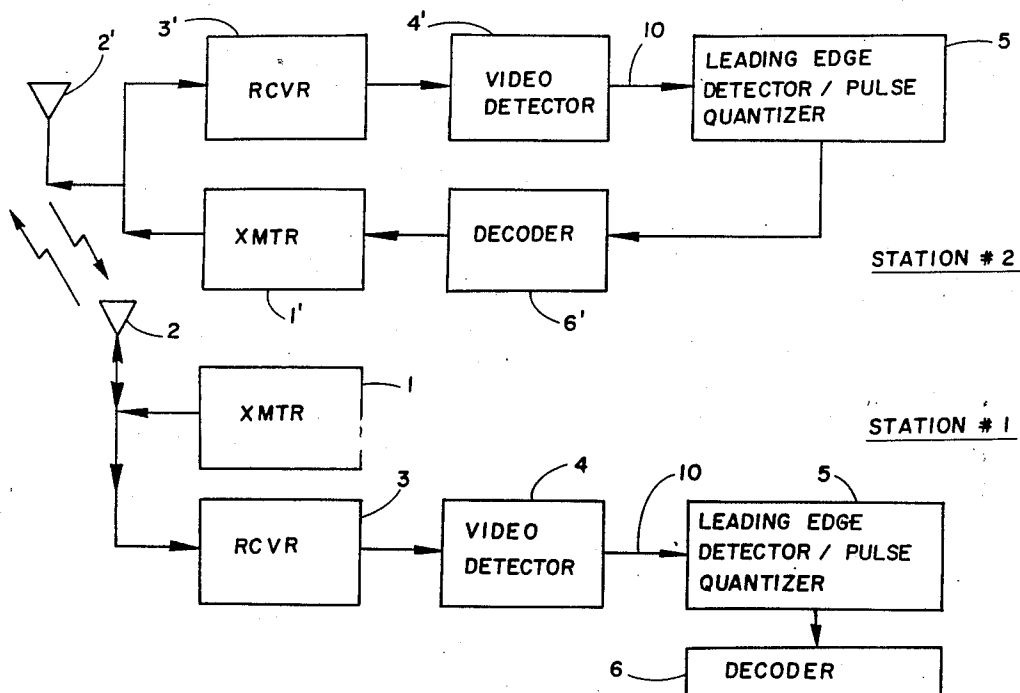 3'
4'
10
5
2'
RCVR
VIDEO
DETECTOR
LEADING EDGE
DETECTOR / PULSE
QUANTIZER
XMTR
DECODER
STATION # 2
1'
6'
2
1
XMTR
STATION # 1
3
4
10
5
RCVR
VIDEO
DETECTOR
LEADING EDGE
DETECTOR / PULSE
QUANTIZER
6
DECODER